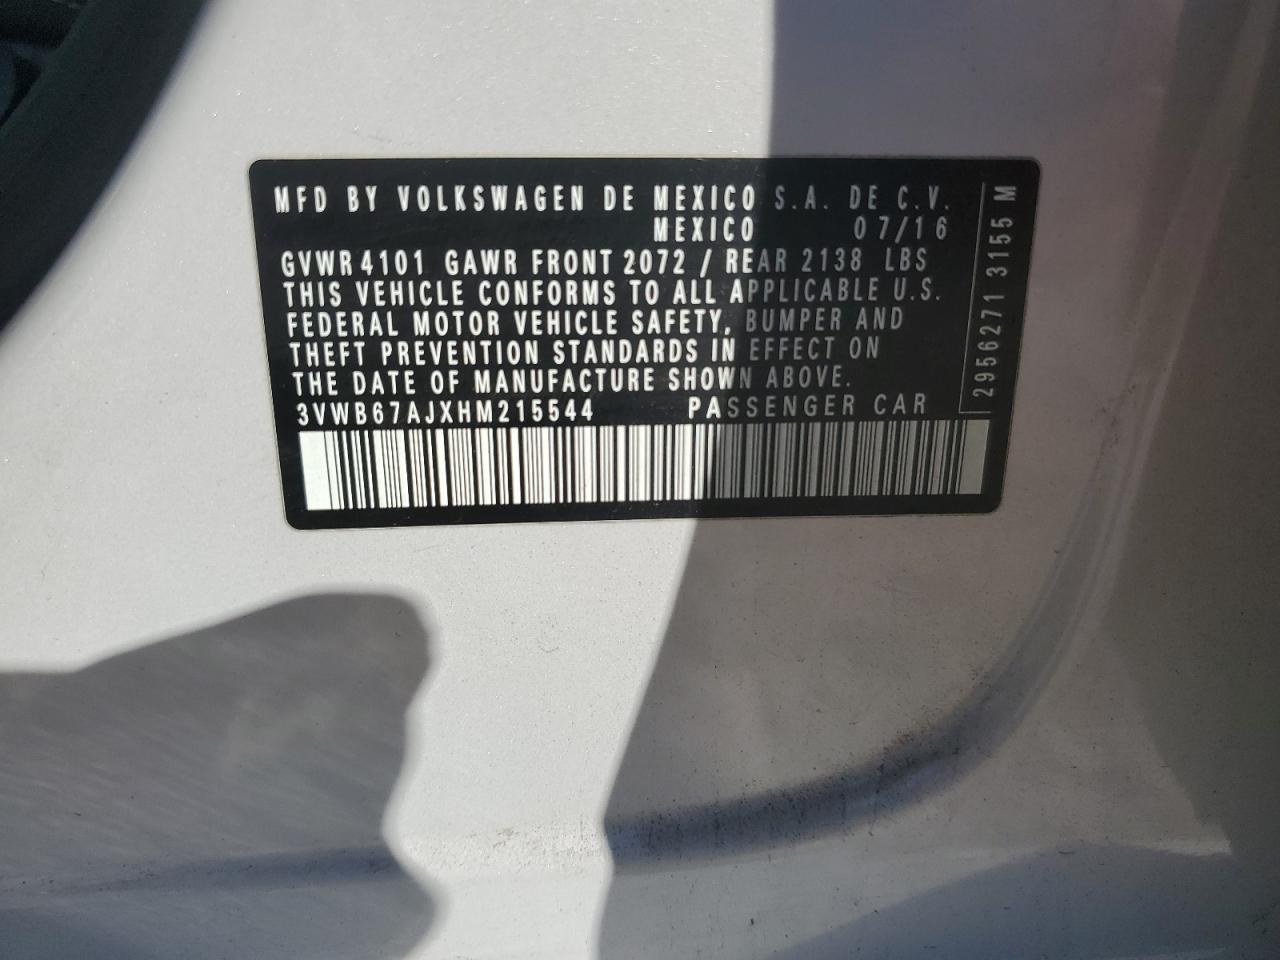 MFD BY VOLKSWAGEN DE MEXICO S.A. DE C.V.
MEXICO 07/16
GVWR 4101 GAWR FRONT 2072 / REAR 2138 LBS
THIS VEHICLE CONFORMS TO ALL APPLICABLE U.S.
FEDERAL MOTOR VEHICLE SAFETY, BUMPER AND
THEFT PREVENTION STANDARDS IN EFFECT ON
THE DATE OF MANUFACTURE SHOWN ABOVE.
3VWB67AJXHM215544 PASSENGER CAR
2956271 3155 M